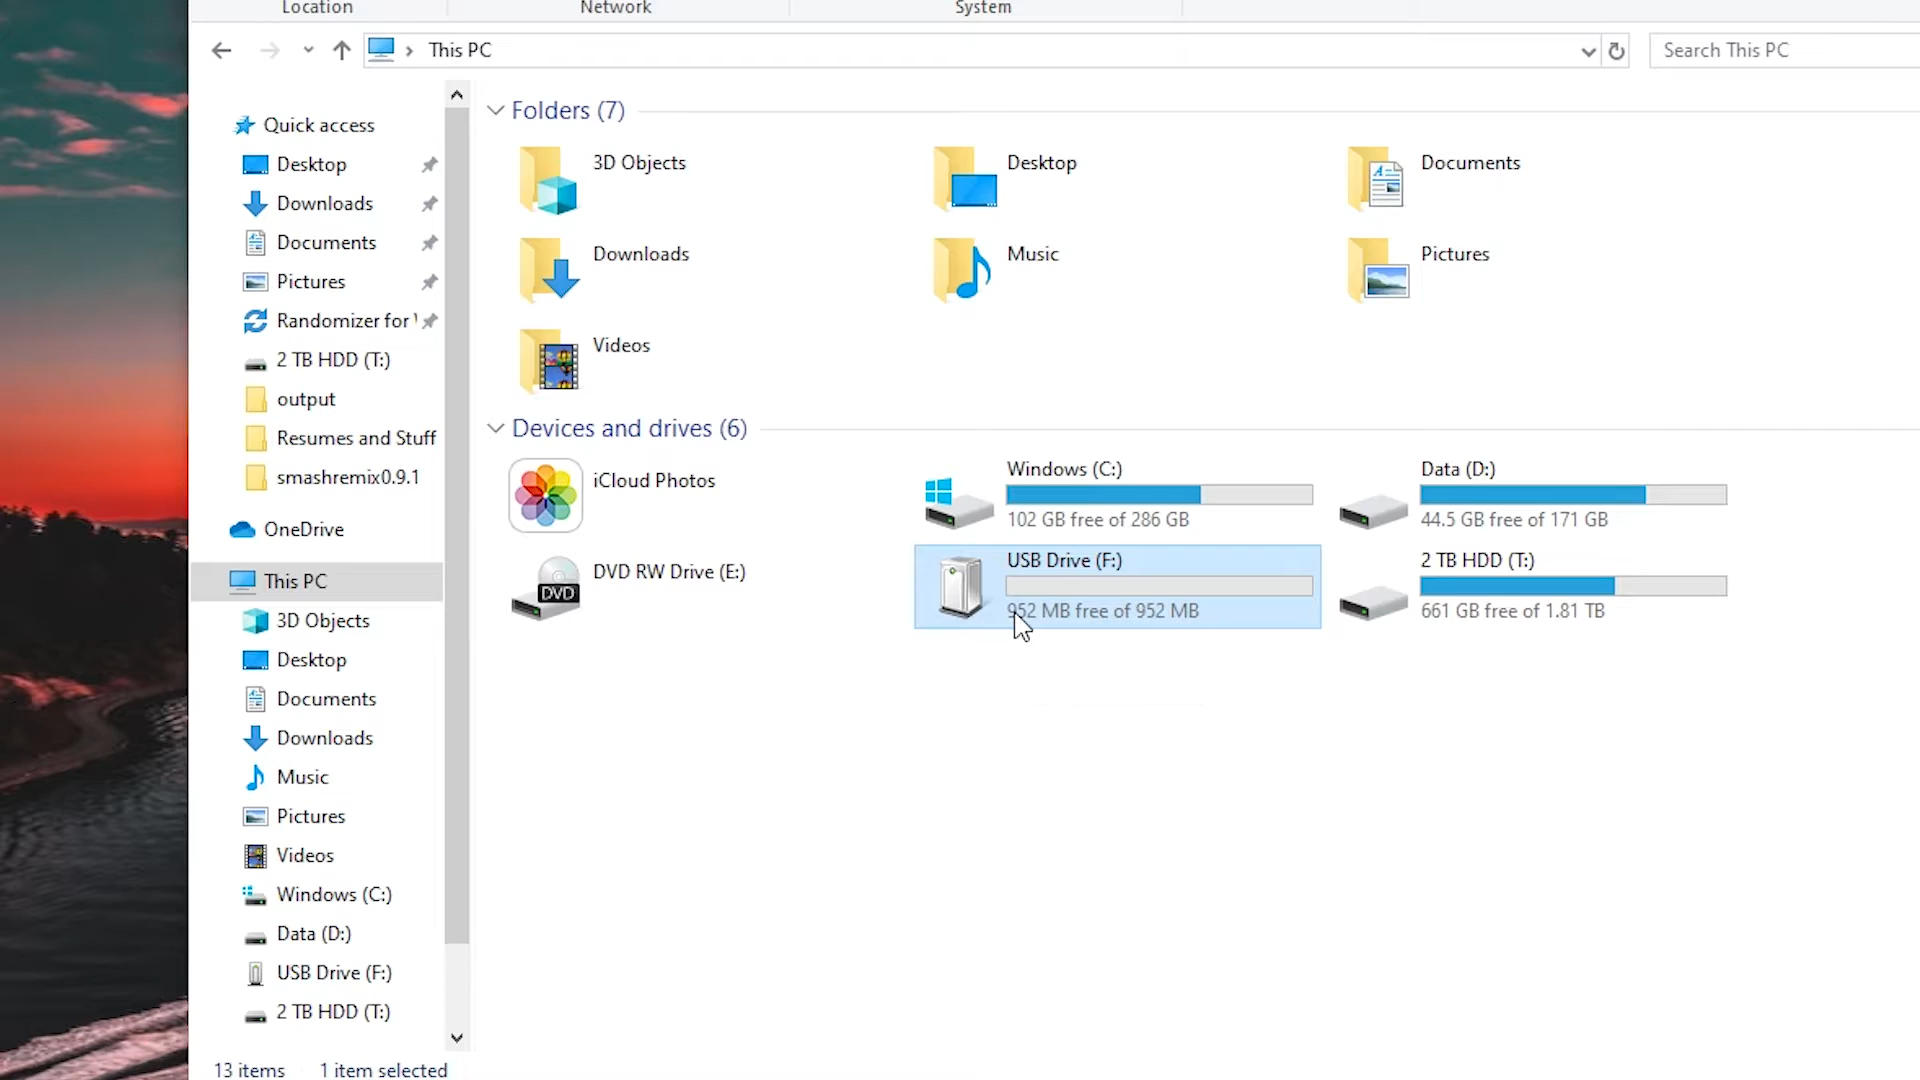 Location
Network
System
This PC
Search This PC
Quick access
Desktop
Downloads
Documents
Pictures
Randomizer for
2 TB HDD (T:)
output
Resumes and Stuff
smashremix0.9.1
OneDrive
This PC
3D Objects
Desktop
Documents
Downloads
Music
Pictures
Videos
Windows (C:)
Data (D:)
USB Drive (F:)
2 TB HDD (T:)
Folders (7)
3D Objects
Desktop
Documents
Downloads
Music
Pictures
Videos
Devices and drives (6)
iCloud Photos
Windows (C:)
102 GB free of 286 GB
Data (D:)
44.5 GB free of 171 GB
DVD
DVD RW Drive (E:)
USB Drive (F:)
952 MB free of 952 MB
2 TB HDD (T:)
661 GB free of 1.81 TB
13 items
1 item selected